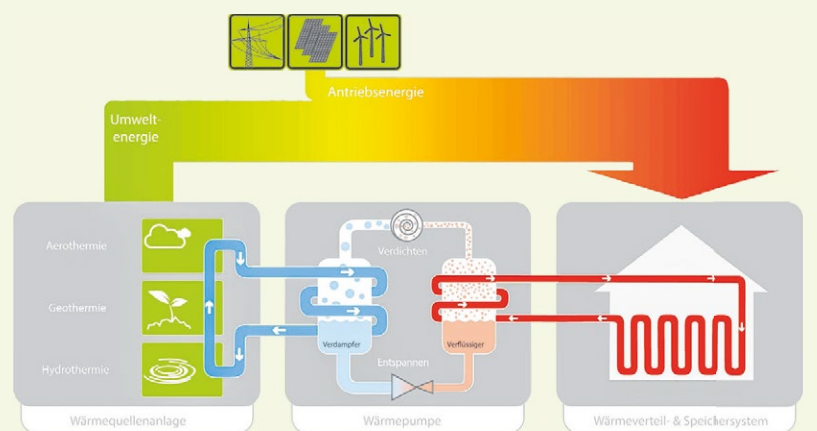 Antriebsenergie
Umwelt-
energie
Aerothermie
Geothermie
Hydrothermie
Verdichten
Verdampfer
Verflüssiger
Entspannen
Wärmequellenanlage
Wärmepumpe
Wärmeverteil- & Speichersystem